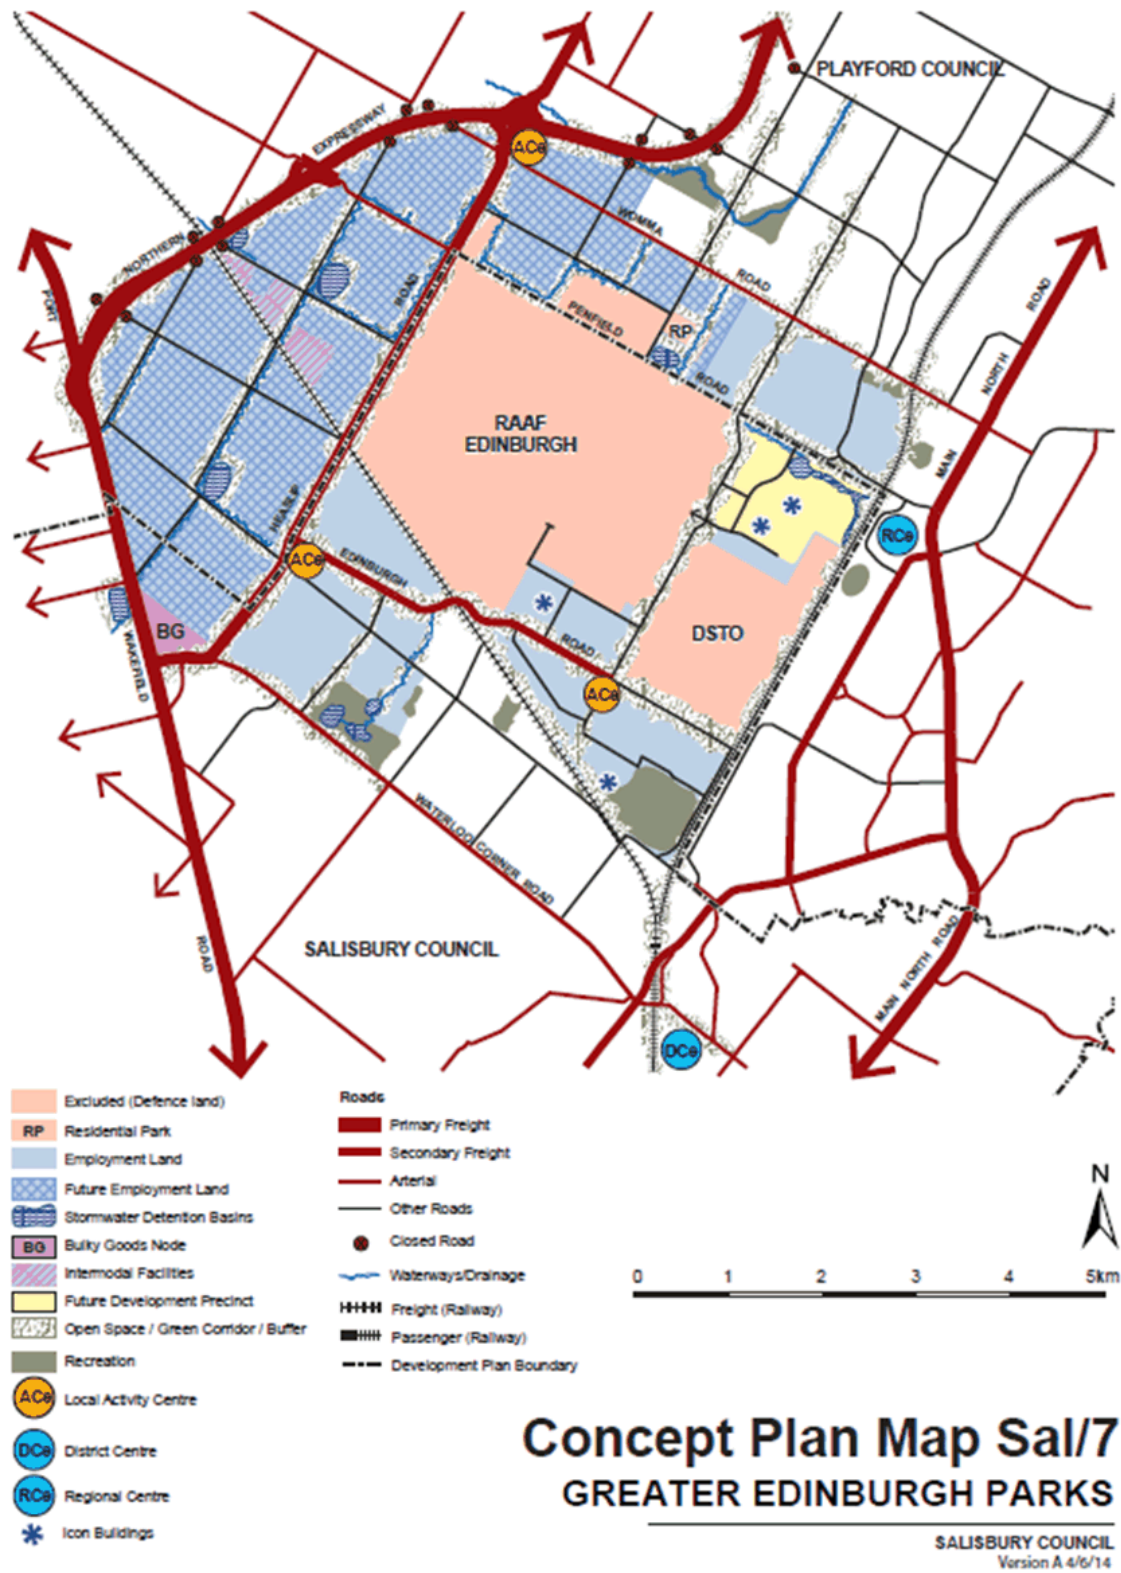 PLAYFORD COUNCIL
EXPRESSWAY
ACe
NORTHERN
WOMMA
ROAD
PORT
ROAD
PENFIELD
RP
ROAD
ROAD
NORTH
MAIN
RAAF
EDINBURGH
HEASLIP
RCe
ACe
EDINBURGH
BG
WAKEFIELD
ROAD
DSTO
ACe
WATERLOO CORNER ROAD
SALISBURY COUNCIL
ROAD
MAIN NORTH ROAD
DCe
Excluded (Defence land)
RP Residential Park
Employment Land
Future Employment Land
Stormwater Detention Basins
BG Bulky Goods Node
Intermodal Facilities
Future Development Precinct
Open Space / Green Corridor / Buffer
Recreation
ACe Local Activity Centre
DCe District Centre
RCe Regional Centre
Icon Buildings
Roads
Primary Freight
Secondary Freight
Arterial
Other Roads
Closed Road
Waterways/Drainage
Freight (Railway)
Passenger (Railway)
Development Plan Boundary
N
0 1 2 3 4 5km
Concept Plan Map Sal/7
GREATER EDINBURGH PARKS
SALISBURY COUNCIL
Version A 4/6/14